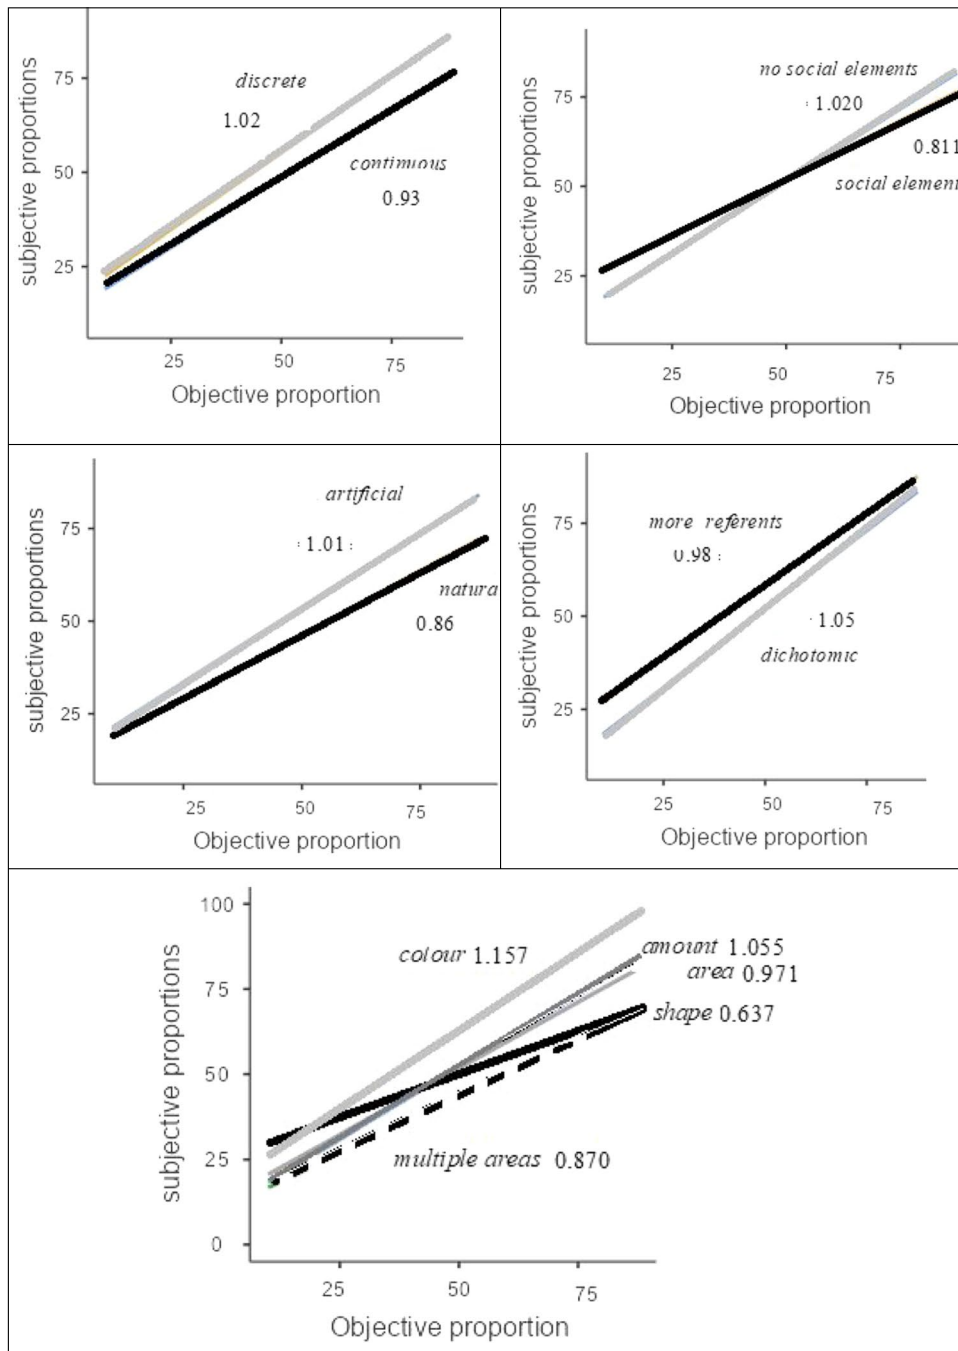 subjective proportions
75
50
25
discrete
1.02
continuous
0.93
25 50 75
Objective proportion
subjective proportions
75
50
25
no social elements
1.020
0.811
social element
25 50 75
Objective proportion
subjective proportions
75
50
25
artificial
1.01
natura
0.86
25 50 75
Objective proportion
subjective proportions
75
50
25
more referents
0.98
1.05
dichotomic
25 50 75
Objective proportion
subjective proportions
100
75
50
25
0
colour 1.157
amount 1.055
area 0.971
shape 0.637
multiple areas 0.870
25 50 75
Objective proportion